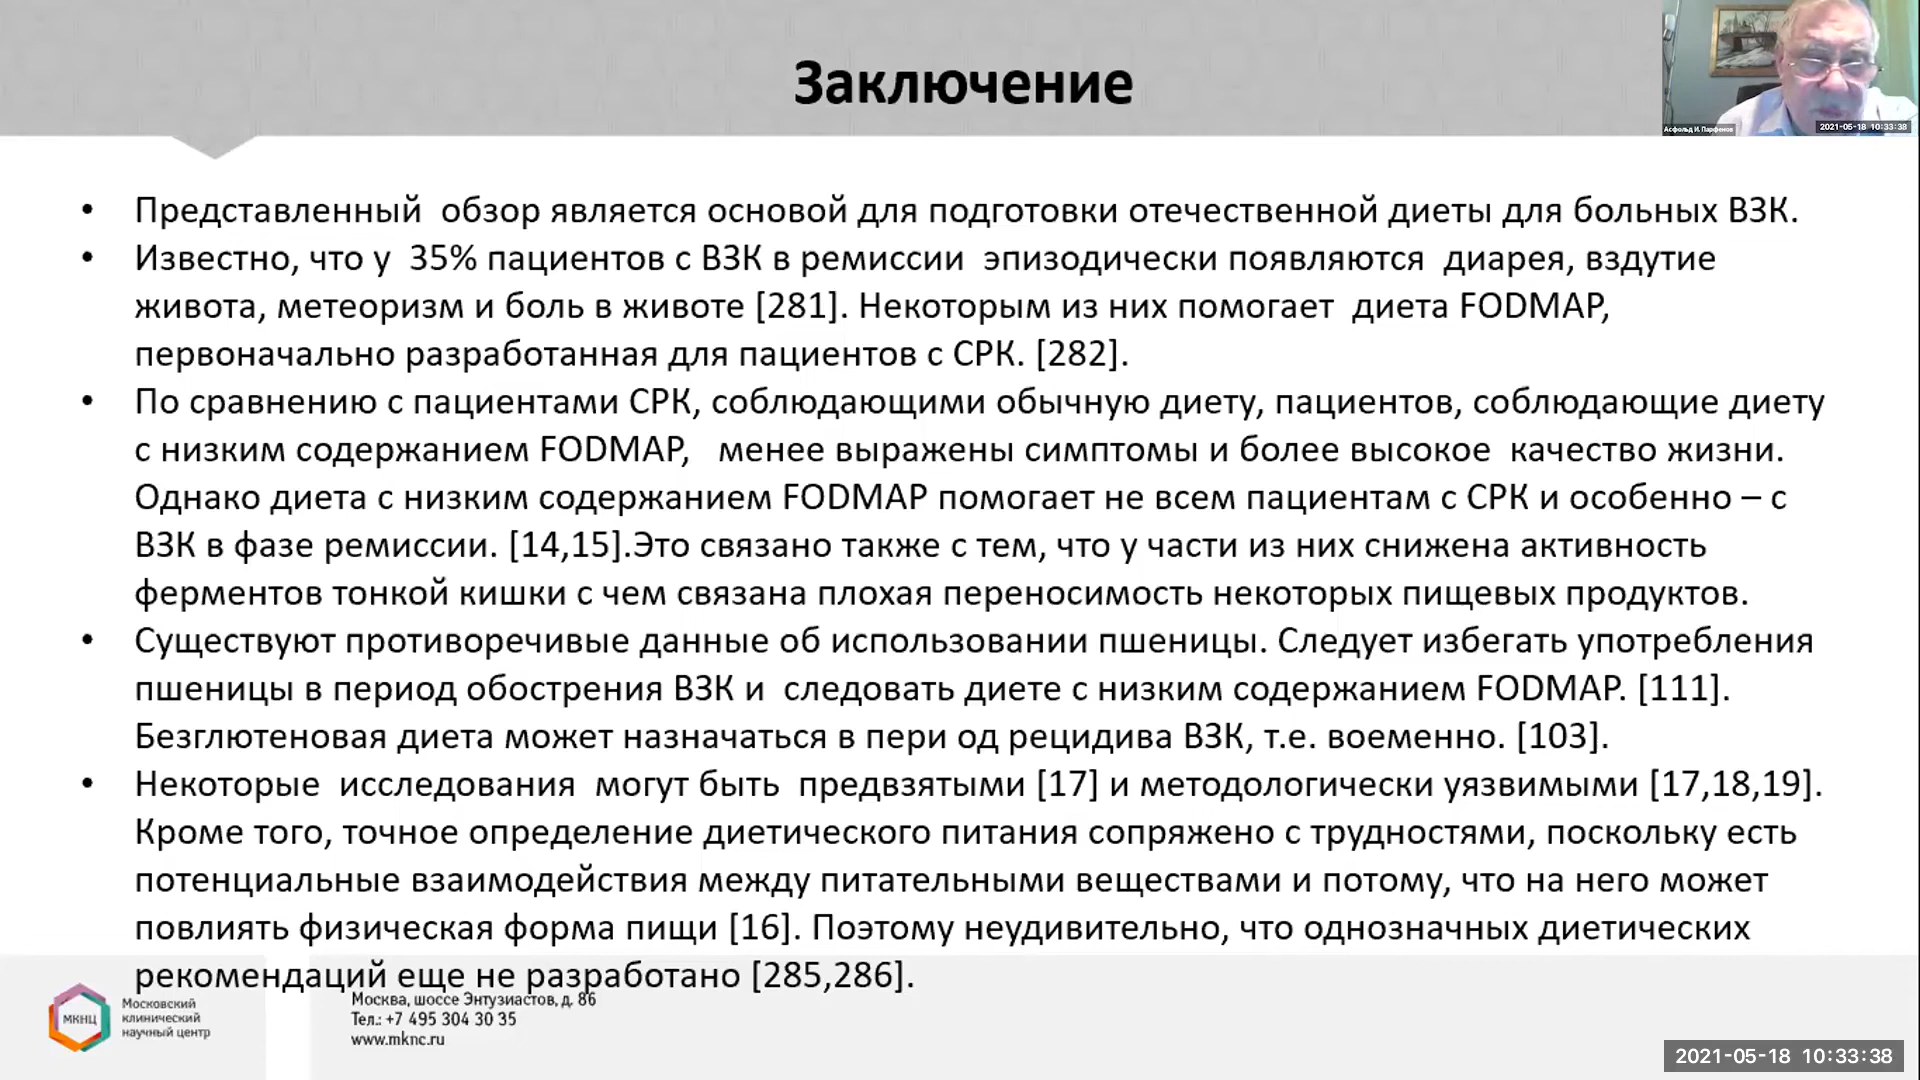 Заключение
Асфольд И. Парфенов
2021-05-18 10:33:38
• Представленный обзор является основой для подготовки отечественной диеты для больных ВЗК.
• Известно, что у 35% пациентов с ВЗК в ремиссии эпизодически появляются диарея, вздутие
живота, метеоризм и боль в животе [281]. Некоторым из них помогает диета FODMAP,
первоначально разработанная для пациентов с СРК. [282].
• По сравнению с пациентами СРК, соблюдающими обычную диету, пациентов, соблюдающие диету
с низким содержанием FODMAP, менее выражены симптомы и более высокое качество жизни.
Однако диета с низким содержанием FODMAP помогает не всем пациентам с СРК и особенно – с
ВЗК в фазе ремиссии. [14,15].Это связано также с тем, что у части из них снижена активность
ферментов тонкой кишки с чем связана плохая переносимость некоторых пищевых продуктов.
• Существуют противоречивые данные об использовании пшеницы. Следует избегать употребления
пшеницы в период обострения ВЗК и следовать диете с низким содержанием FODMAP. [111].
Безглютеновая диета может назначаться в пери од рецидива ВЗК, т.е. воеменно. [103].
• Некоторые исследования могут быть предвзятыми [17] и методологически уязвимыми [17,18,19].
Кроме того, точное определение диетического питания сопряжено с трудностями, поскольку есть
потенциальные взаимодействия между питательными веществами и потому, что на него может
повлиять физическая форма пищи [16]. Поэтому неудивительно, что однозначных диетических
рекомендаций еще не разработано [285,286].
МКНЦ
Московский
клинический
научный центр
Москва, шоссе Энтузиастов, д. 86
Тел.: +7 495 304 30 35
www.mknc.ru
2021-05-18 10:33:38